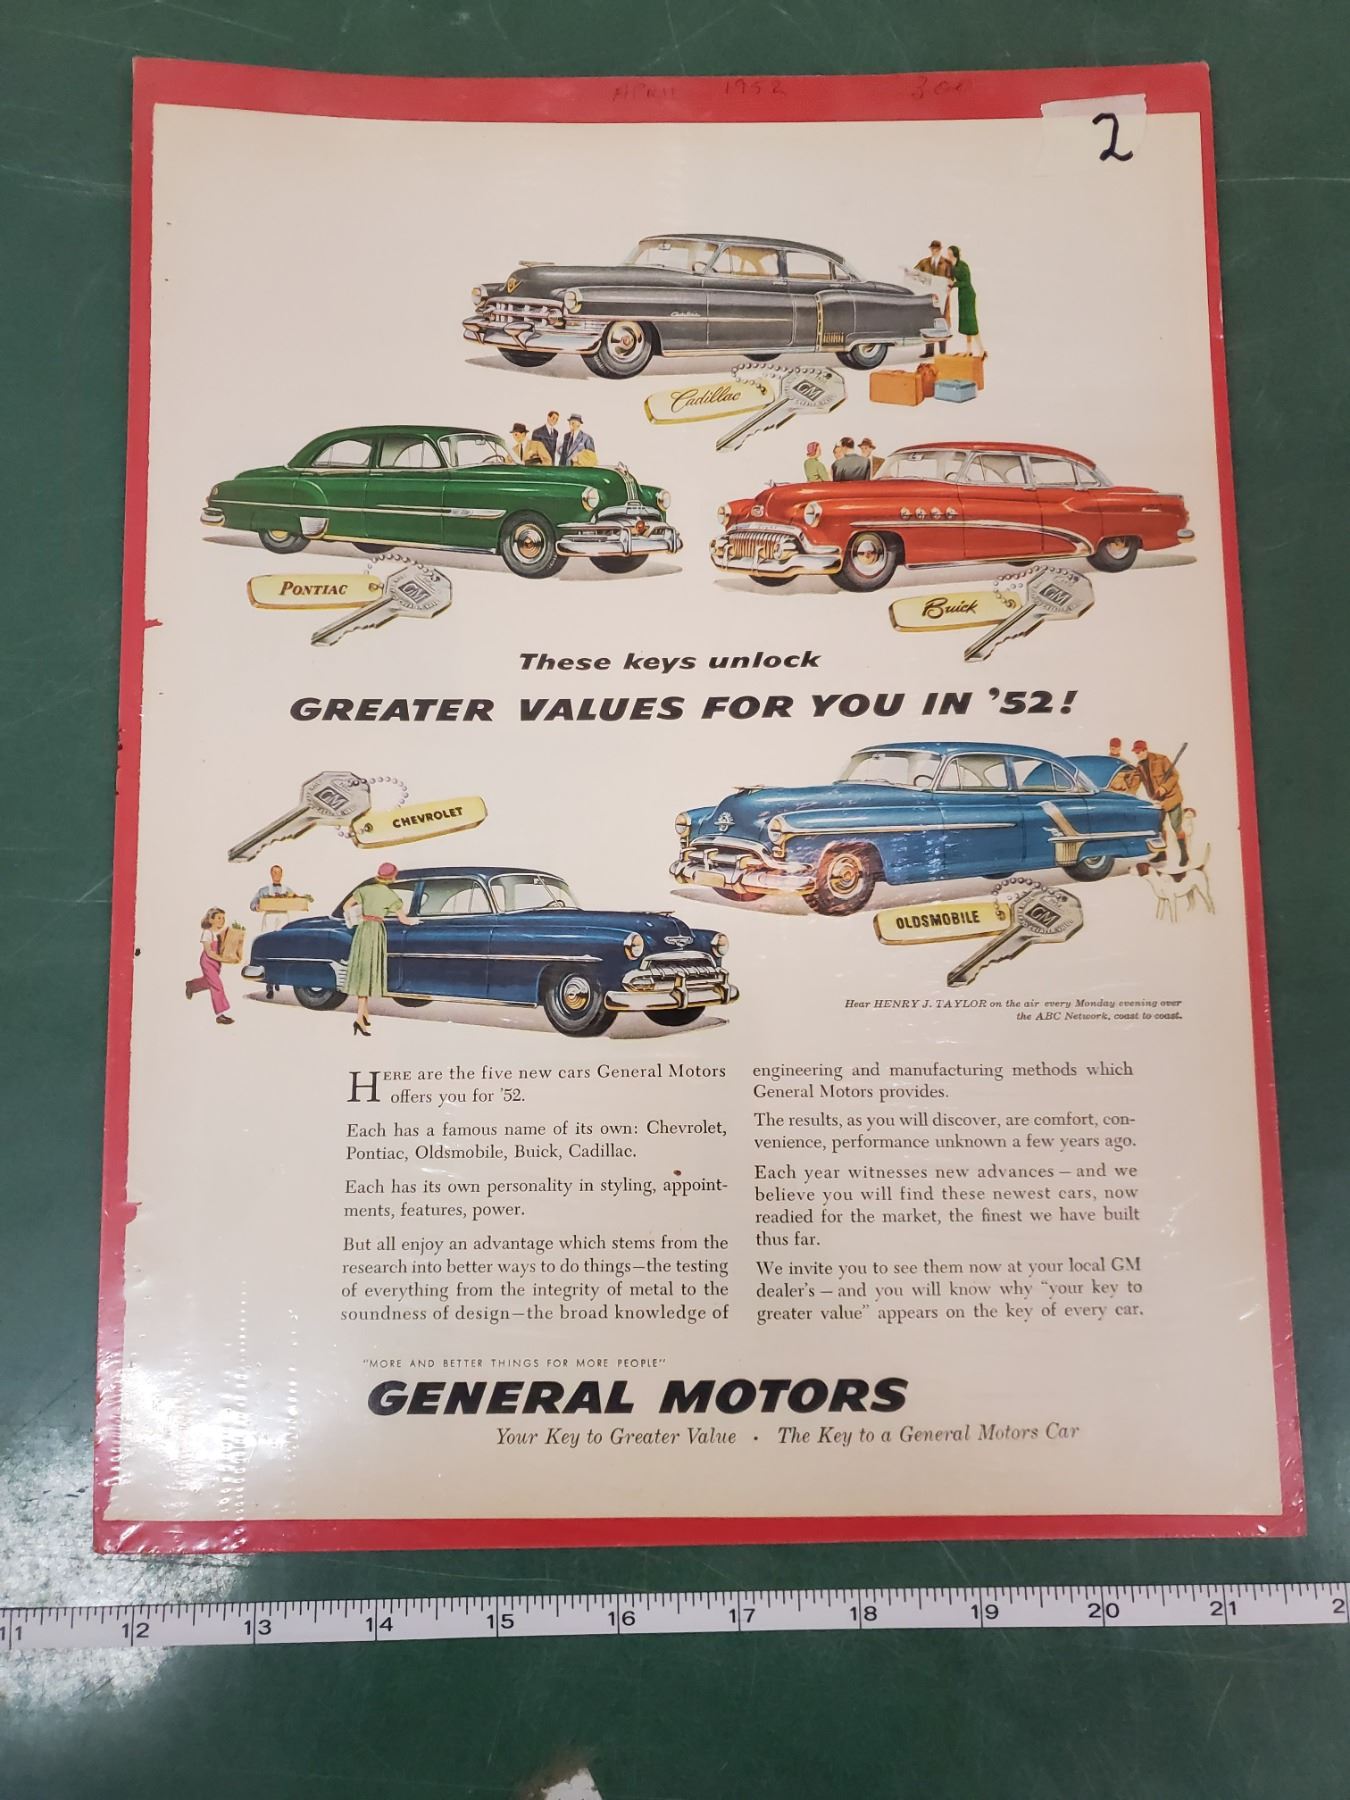 APRIL 1952 300
2
Cadillac
GM
PONTIAC
GM
Buick
GM
These keys unlock
GREATER VALUES FOR YOU IN ’52!
GM
CHEVROLET
OLDSMOBILE
GM
Hear HENRY J. TAYLOR on the air every Monday evening over
the ABC Network, coast to coast.
HERE are the five new cars General Motors
offers you for ’52.
Each has a famous name of its own: Chevrolet,
Pontiac, Oldsmobile, Buick, Cadillac.
Each has its own personality in styling, appoint-
ments, features, power.
But all enjoy an advantage which stems from the
research into better ways to do things—the testing
of everything from the integrity of metal to the
soundness of design—the broad knowledge of
engineering and manufacturing methods which
General Motors provides.
The results, as you will discover, are comfort, con-
venience, performance unknown a few years ago.
Each year witnesses new advances – and we
believe you will find these newest cars, now
readied for the market, the finest we have built
thus far.
We invite you to see them now at your local GM
dealer’s – and you will know why “your key to
greater value” appears on the key of every car.
"MORE AND BETTER THINGS FOR MORE PEOPLE"
GENERAL MOTORS
Your Key to Greater Value · The Key to a General Motors Car
11 12 13 14 15 16 17 18 19 20 21 2